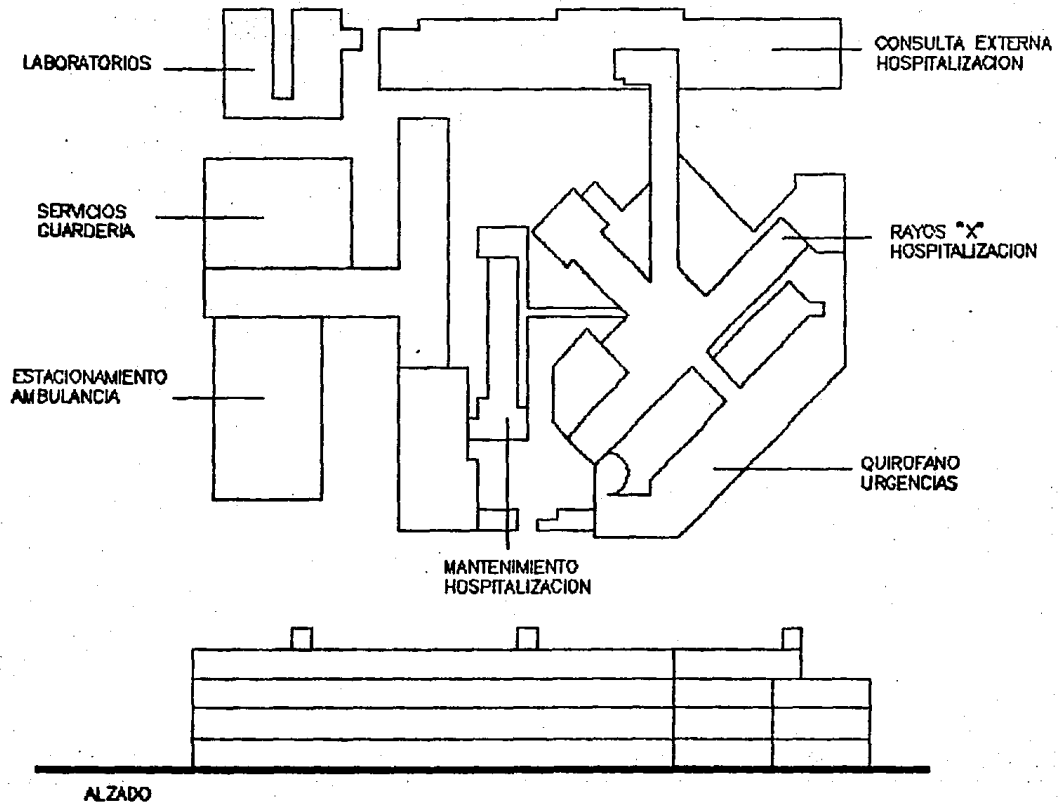 LABORATORIOS
CONSULTA EXTERNA
HOSPITALIZACION
SERVICIOS
GUARDERIA
RAYOS "X"
HOSPITALIZACION
ESTACIONAMIENTO
AMBULANCIA
QUIROFANO
URGENCIAS
MANTENIMIENTO
HOSPITALIZACION
ALZADO